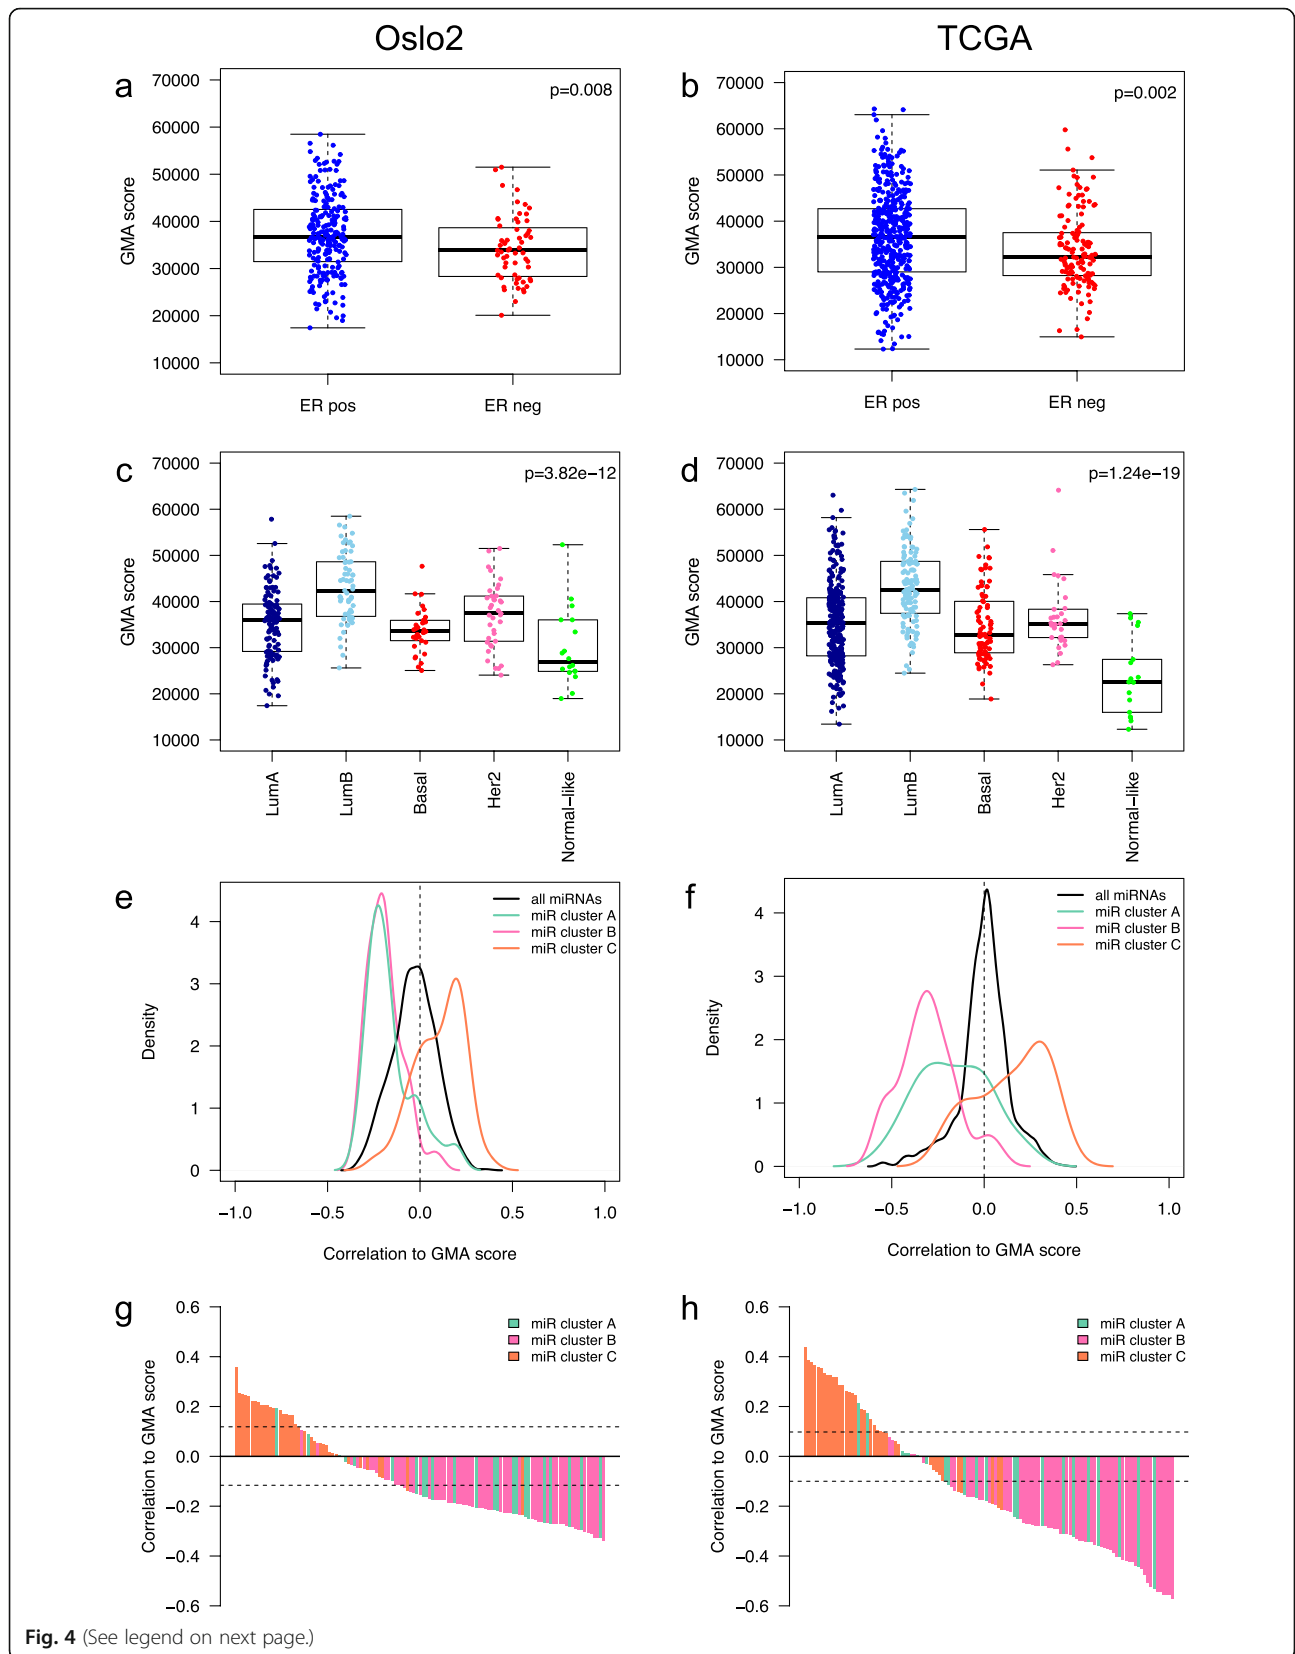 Oslo2
TCGA
a
70000
60000
50000
40000
30000
20000
10000
GMA score
p=0.008
ER pos
ER neg
b
70000
60000
50000
40000
30000
20000
10000
GMA score
p=0.002
ER pos
ER neg
c
70000
60000
50000
40000
30000
20000
10000
GMA score
p=3.82e−12
LumA
LumB
Basal
Her2
Normal−like
d
70000
60000
50000
40000
30000
20000
10000
GMA score
p=1.24e−19
LumA
LumB
Basal
Her2
Normal−like
e
4
3
2
1
0
Density
all miRNAs
miR cluster A
miR cluster B
miR cluster C
−1.0
−0.5
0.0
0.5
1.0
Correlation to GMA score
f
4
3
2
1
0
Density
all miRNAs
miR cluster A
miR cluster B
miR cluster C
−1.0
−0.5
0.0
0.5
1.0
Correlation to GMA score
g
0.6
0.4
0.2
0.0
−0.2
−0.4
−0.6
Correlation to GMA score
miR cluster A
miR cluster B
miR cluster C
h
0.6
0.4
0.2
0.0
−0.2
−0.4
−0.6
Correlation to GMA score
miR cluster A
miR cluster B
miR cluster C
Fig. 4 (See legend on next page.)